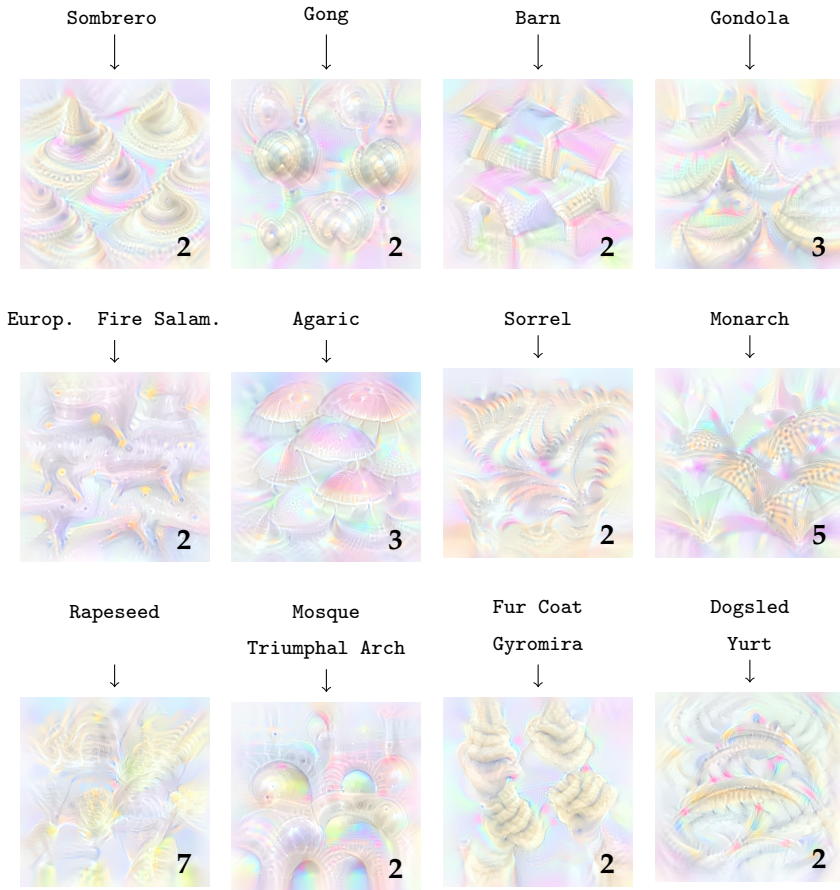 Sombrero Gong Barn Gondola
2 2 2 3
Europ. Fire Salam. Agaric Sorrel Monarch
2 3 2 5
Rapeseed Mosque Fur Coat Dogsled
Triumphal Arch Gyromira Yurt
7 2 2 2